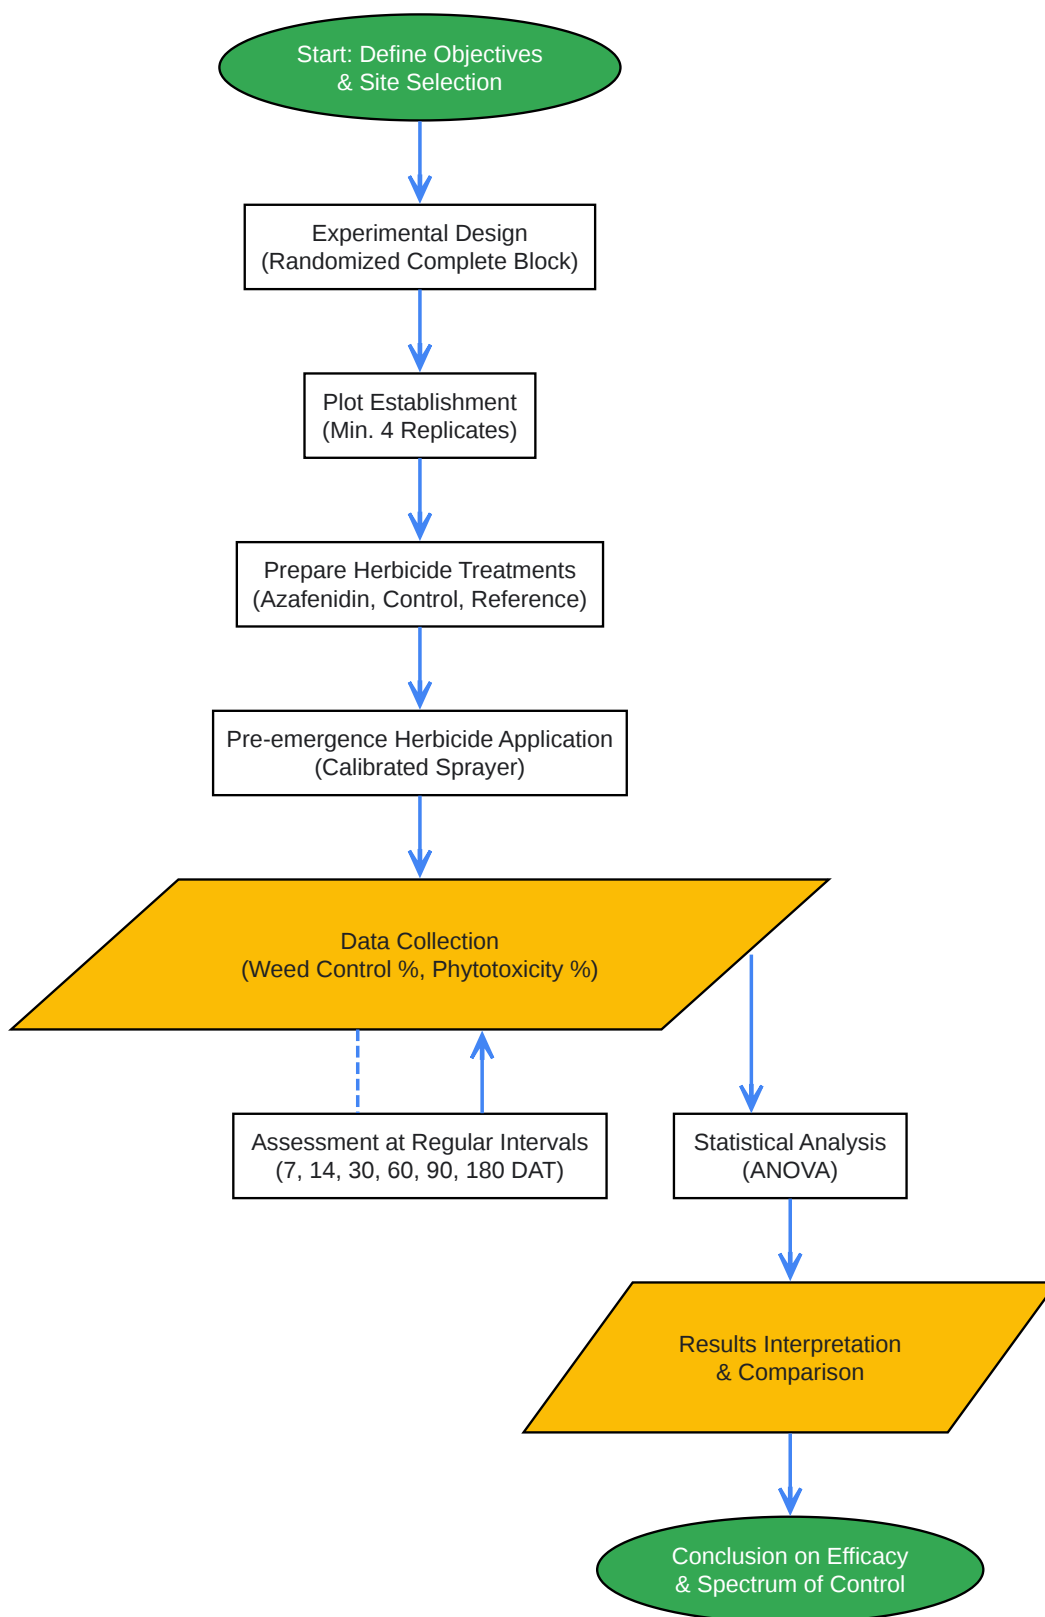 Start: Define Objectives
& Site Selection
Experimental Design
(Randomized Complete Block)
Plot Establishment
(Min. 4 Replicates)
Prepare Herbicide Treatments
(Azafenidin, Control, Reference)
Pre-emergence Herbicide Application
(Calibrated Sprayer)
Data Collection
(Weed Control %, Phytotoxicity %)
Assessment at Regular Intervals
(7, 14, 30, 60, 90, 180 DAT)
Statistical Analysis
(ANOVA)
Results Interpretation
& Comparison
Conclusion on Efficacy
& Spectrum of Control